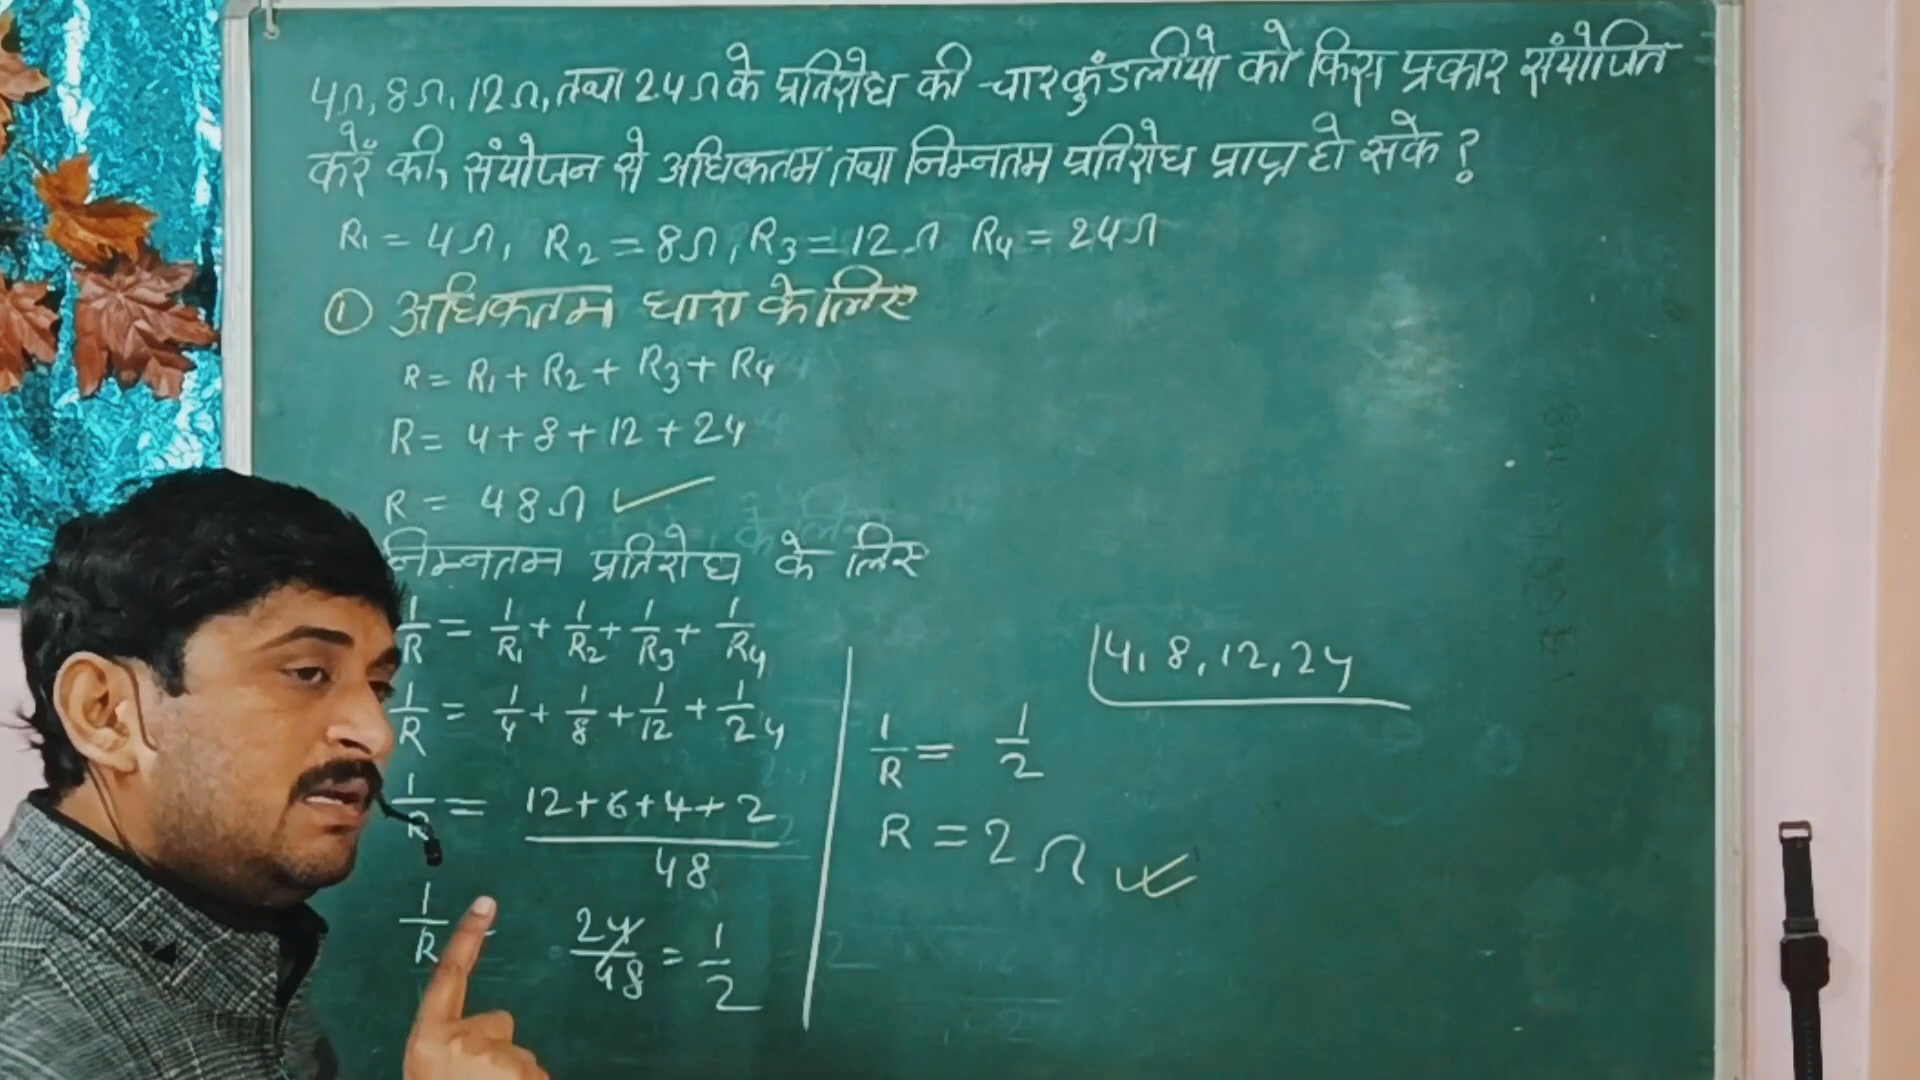 4Ω, 8Ω, 12Ω, तथा 24Ω के प्रतिरोध की चार कुंडलीयो को किस प्रकार संयोजित
करें की, संयोजन से अधिकतम तथा निम्नतम प्रतिरोध प्राप्त हो सके ?
R₁ = 4Ω, R₂ = 8Ω, R₃ = 12Ω R₄ = 24Ω
① अधिकतम धारा के लिए
R = R₁ + R₂ + R₃ + R₄
R = 4 + 8 + 12 + 24
R = 48Ω ✓
निम्नतम प्रतिरोध के लिए
1/R = 1/R₁ + 1/R₂ + 1/R₃ + 1/R₄
1/R = 1/4 + 1/8 + 1/12 + 1/24
1/R = (12+6+4+2)/48
1/R = 24/48 = 1/2
4, 8, 12, 24
1/R = 1/2
R = 2Ω ✓